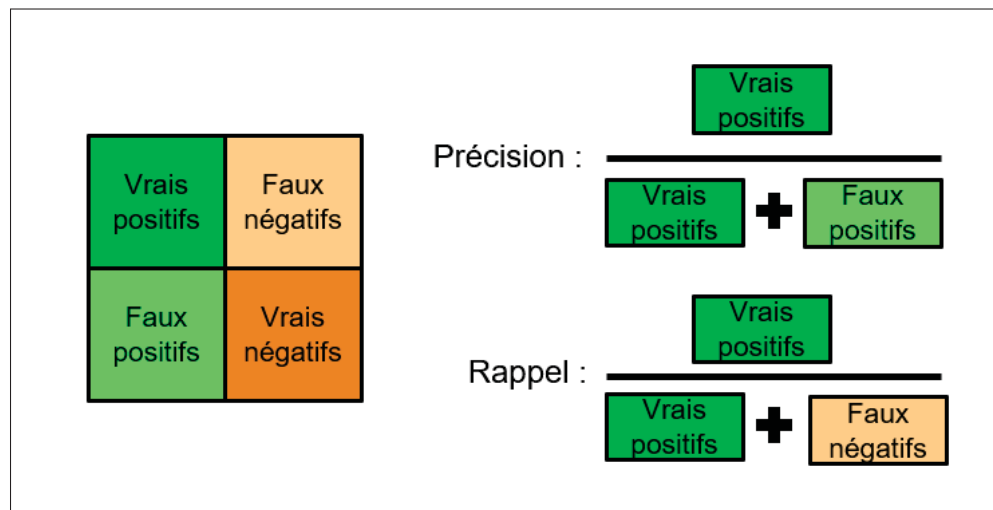 Vrais
positifs
Faux
négatifs
Faux
positifs
Vrais
négatifs
Précision :
Vrais
positifs
Vrais
positifs
+
Faux
positifs
Rappel :
Vrais
positifs
Vrais
positifs
+
Faux
négatifs